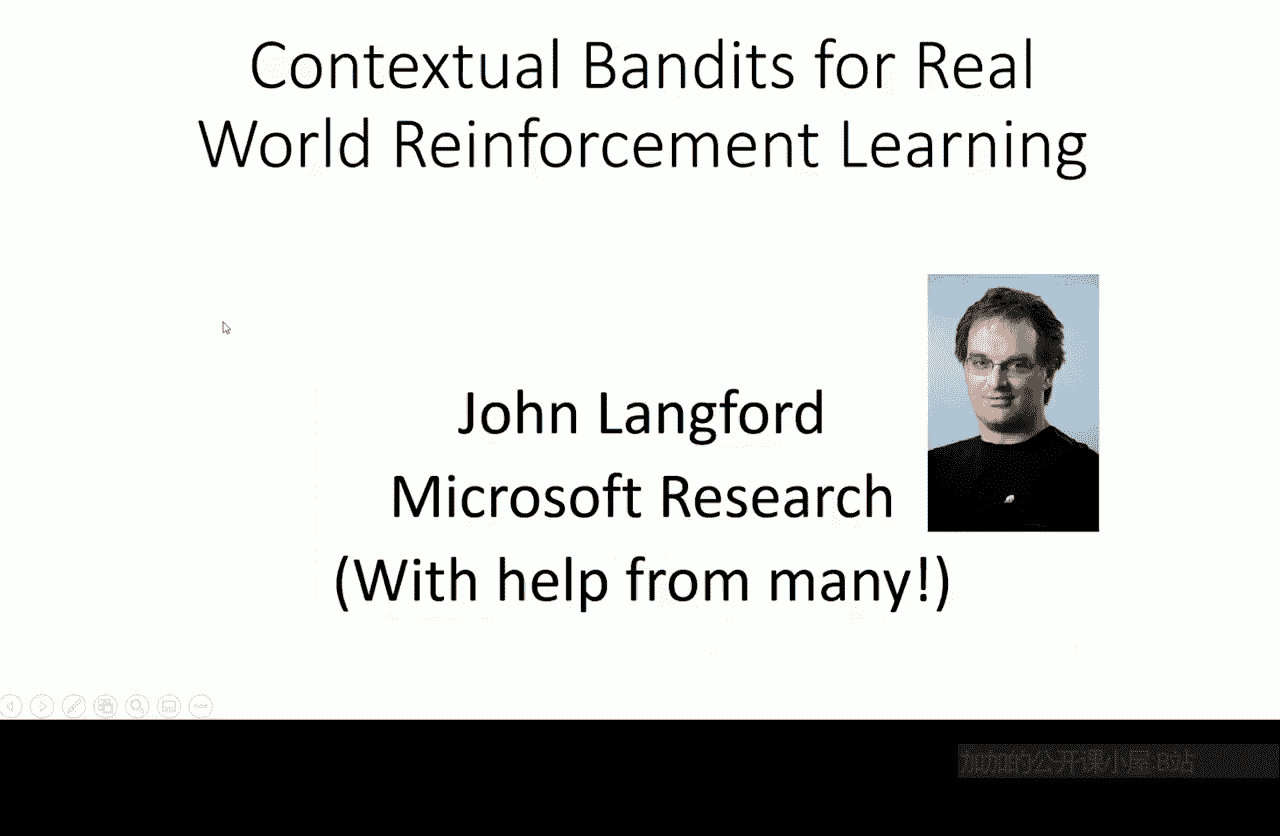 Contextual Bandits for Real
World Reinforcement Learning
John Langford
Microsoft Research
(With help from many!)
加加的公开课小屋 B站